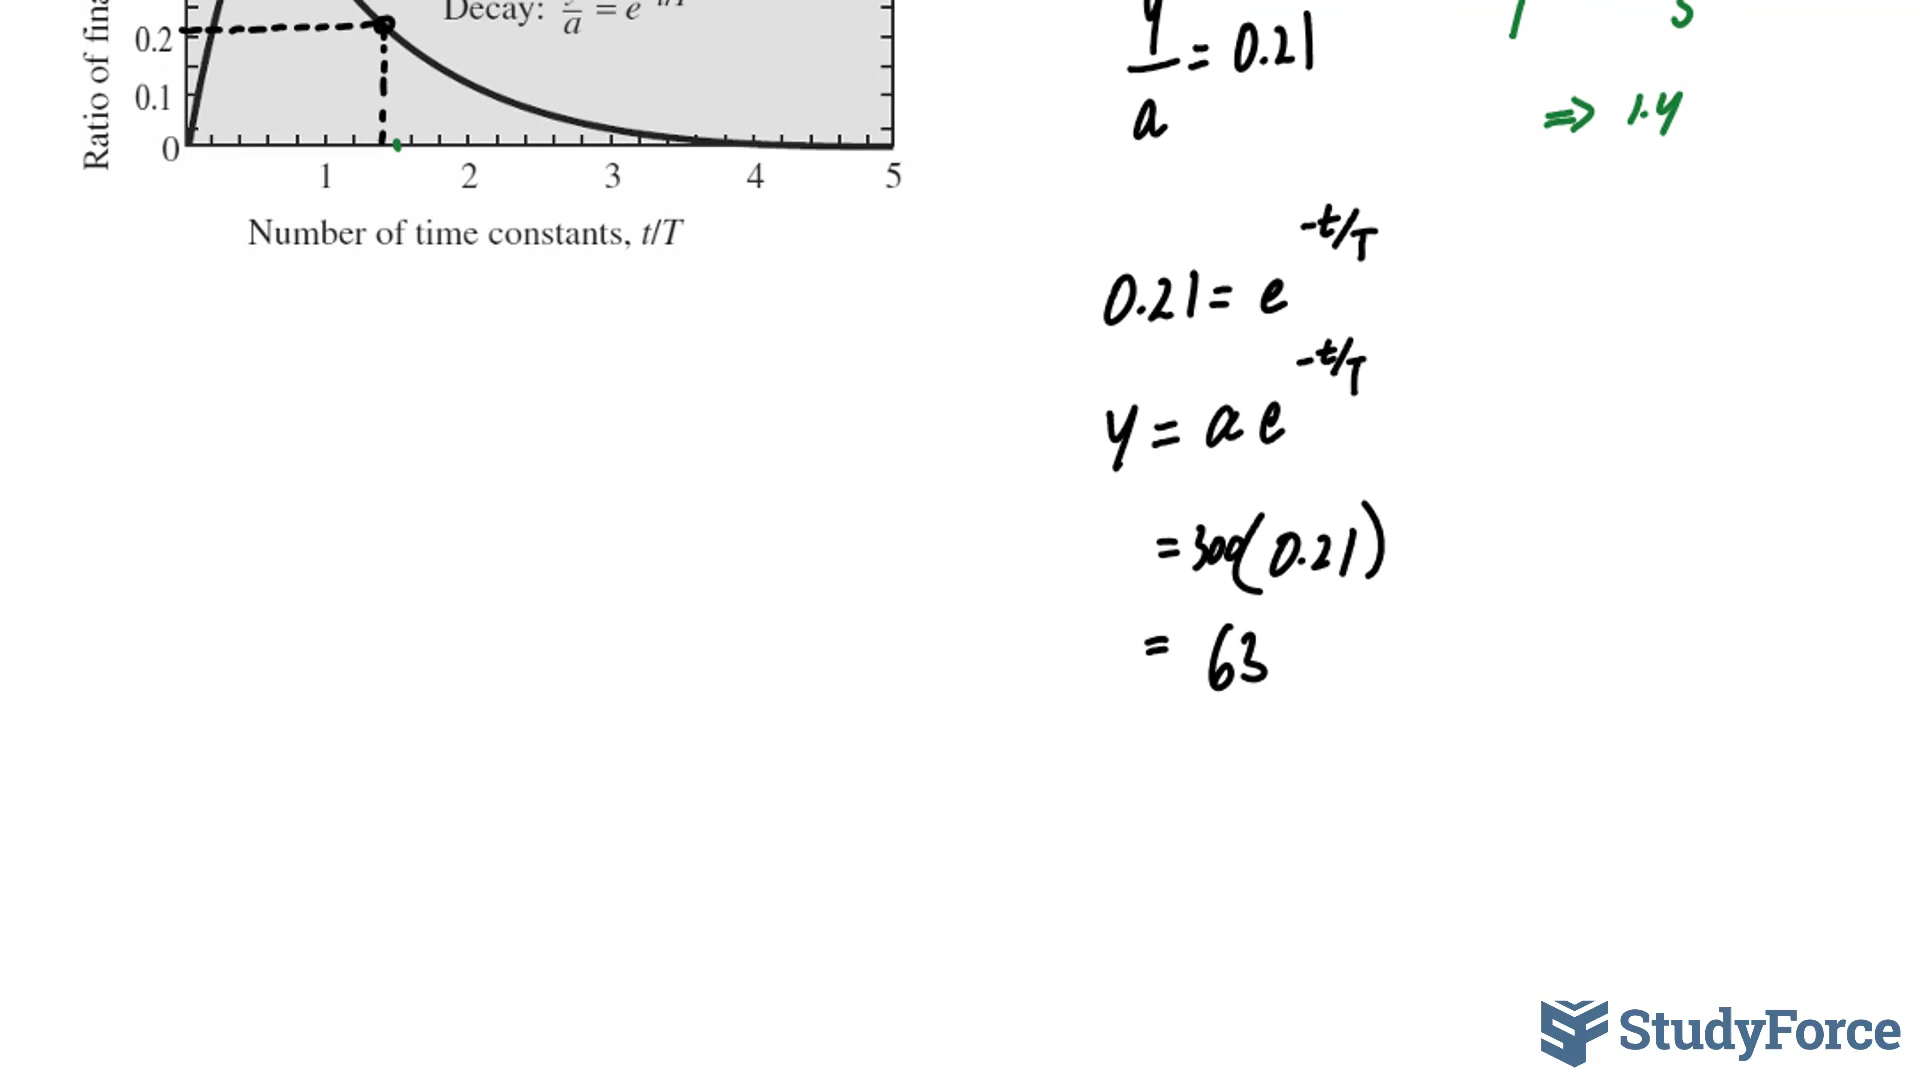 Ratio of fina
0.2
0.1
0
1 2 3 4 5
Number of time constants, t/T
Decay: y/a = e^-t/T
y/a = 0.21
5
⇒ 1.4
0.21 = e^-t/T
y = a e^-t/T
= 300(0.21)
= 63
StudyForce